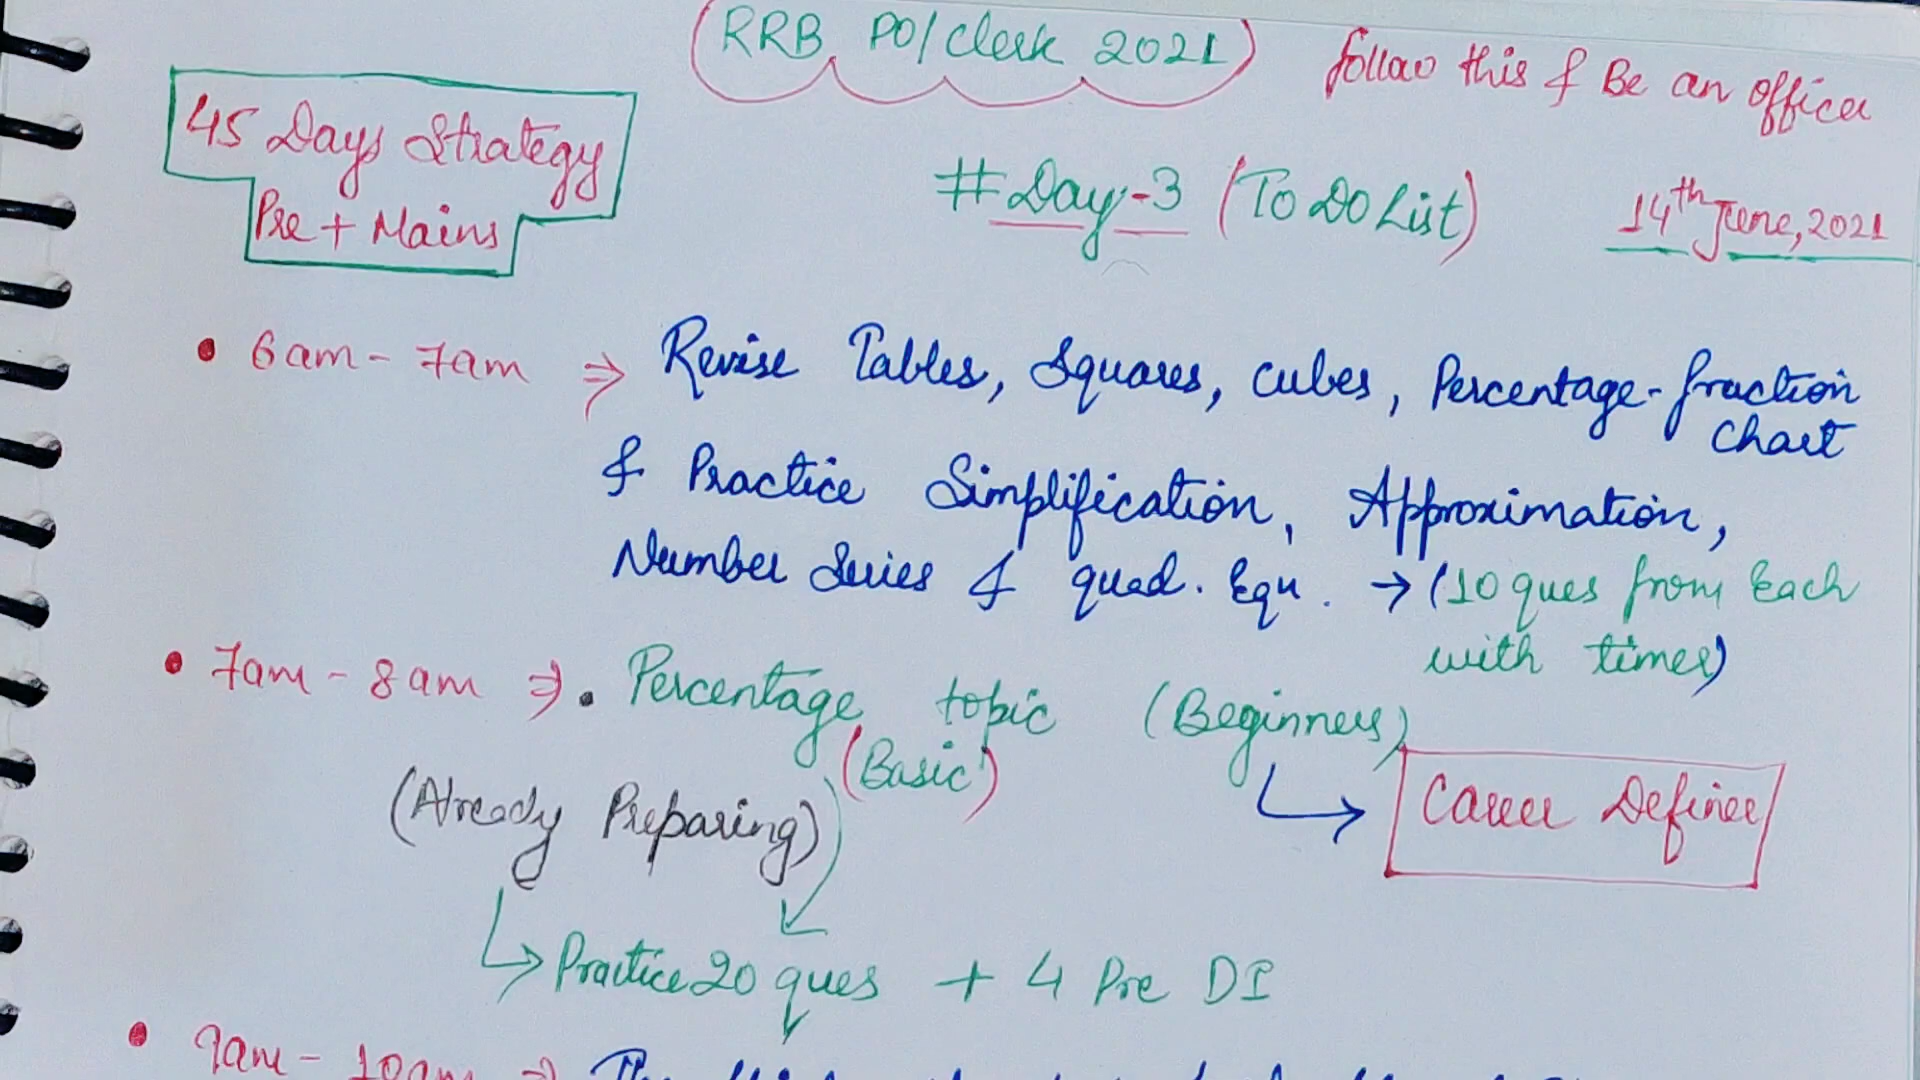 RRB PO/Clerk 2021
follow this & Be an officer
45 Days Strategy
Pre + Mains
# Day-3 (To Do List)
14th June, 2021
• 6am - 7am ⇒ Revise Tables, Squares, cubes, Percentage-fraction
chart
& Practice Simplification, Approximation,
Number Series & quad. Equ. → (10 ques from Each
with timer)
• 7am - 8am ⇒ • Percentage topic (Beginners)
(Basic)
Career Definer
(Already Preparing)
Practice 20 ques + 4 Pre DI
• 9am - 10am ⇒